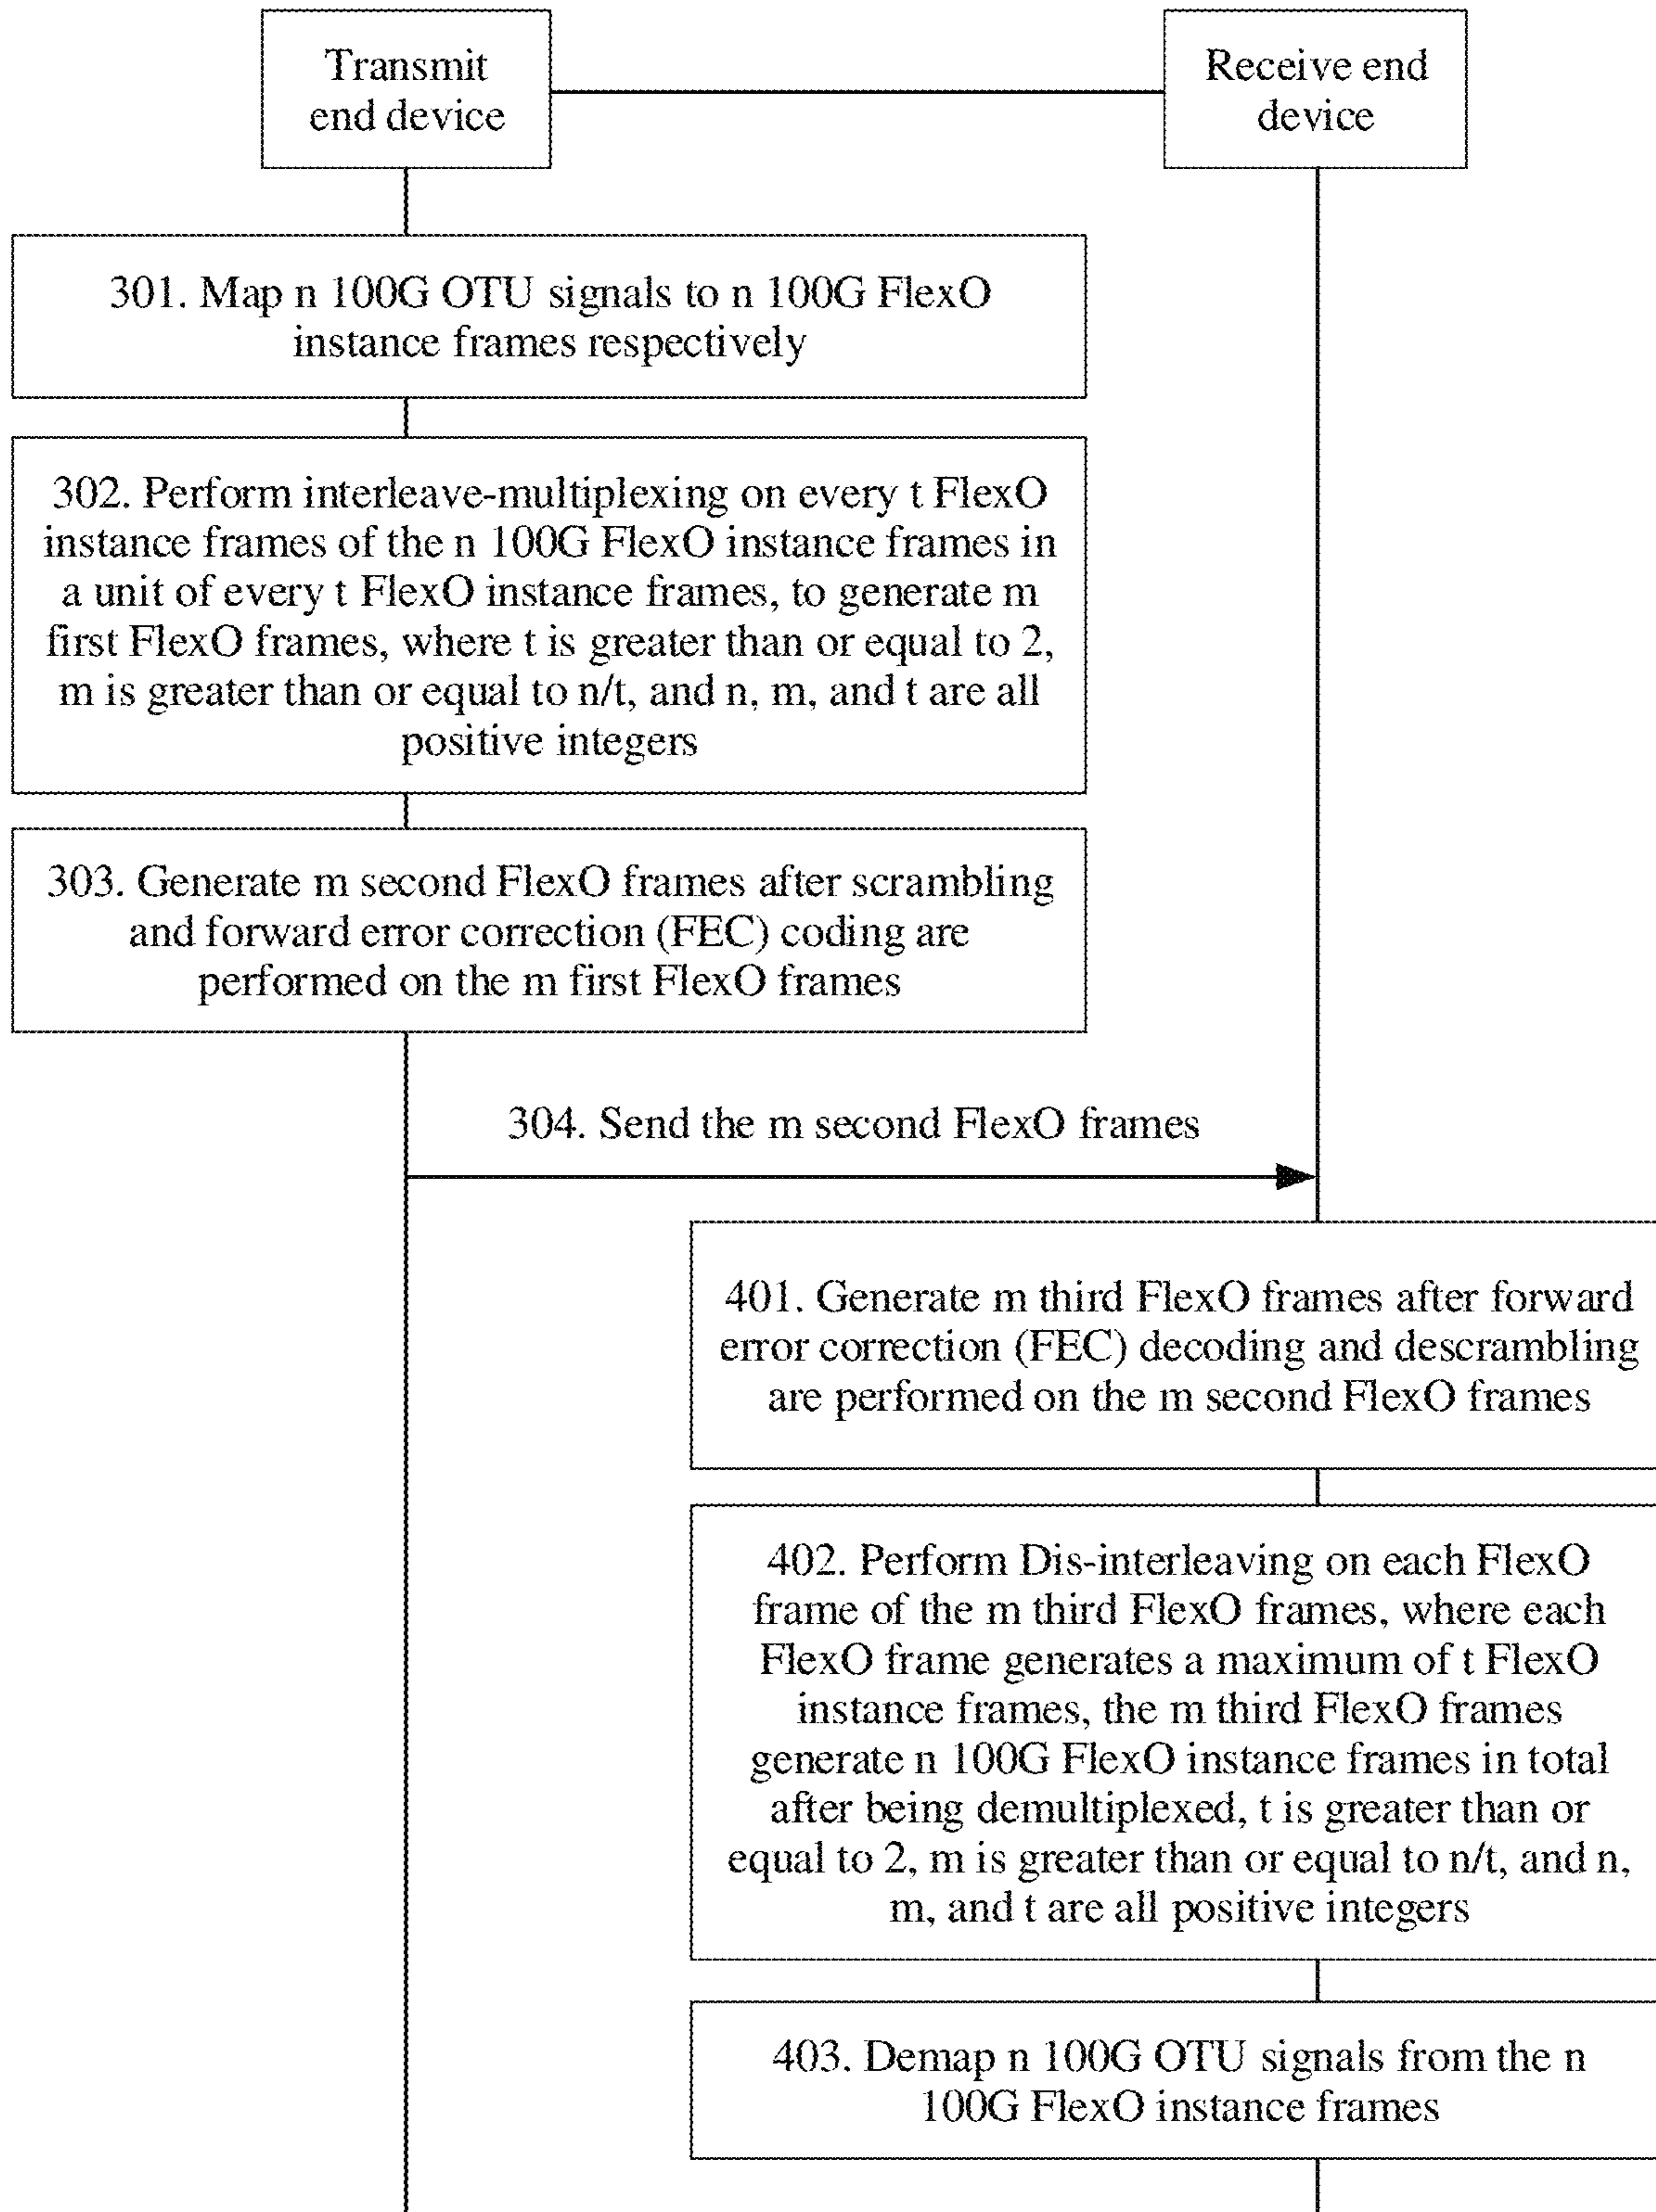 Transmit
end device
Receive end
device
301. Map n 100G OTU signals to n 100G FlexO
instance frames respectively
302. Perform interleave-multiplexing on every t FlexO
instance frames of the n 100G FlexO instance frames in
a unit of every t FlexO instance frames, to generate m
first FlexO frames, where t is greater than or equal to 2,
m is greater than or equal to n/t, and n, m, and t are all
positive integers
303. Generate m second FlexO frames after scrambling
and forward error correction (FEC) coding are
performed on the m first FlexO frames
304. Send the m second FlexO frames
401. Generate m third FlexO frames after forward
error correction (FEC) decoding and descrambling
are performed on the m second FlexO frames
402. Perform Dis-interleaving on each FlexO
frame of the m third FlexO frames, where each
FlexO frame generates a maximum of t FlexO
instance frames, the m third FlexO frames
generate n 100G FlexO instance frames in total
after being demultiplexed, t is greater than or
equal to 2, m is greater than or equal to n/t, and n,
m, and t are all positive integers
403. Demap n 100G OTU signals from the n
100G FlexO instance frames